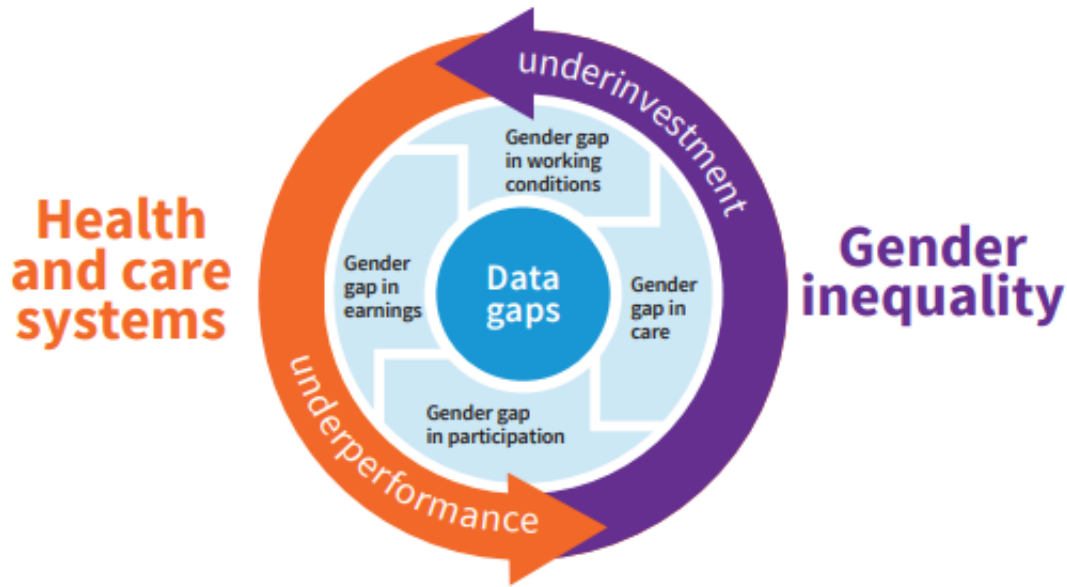 underinvestment
Gender gap
in working
conditions
Health
and care
systems
Gender
gap in
earnings
Data
gaps
Gender
gap in
care
Gender
inequality
Gender gap
in participation
underperformance